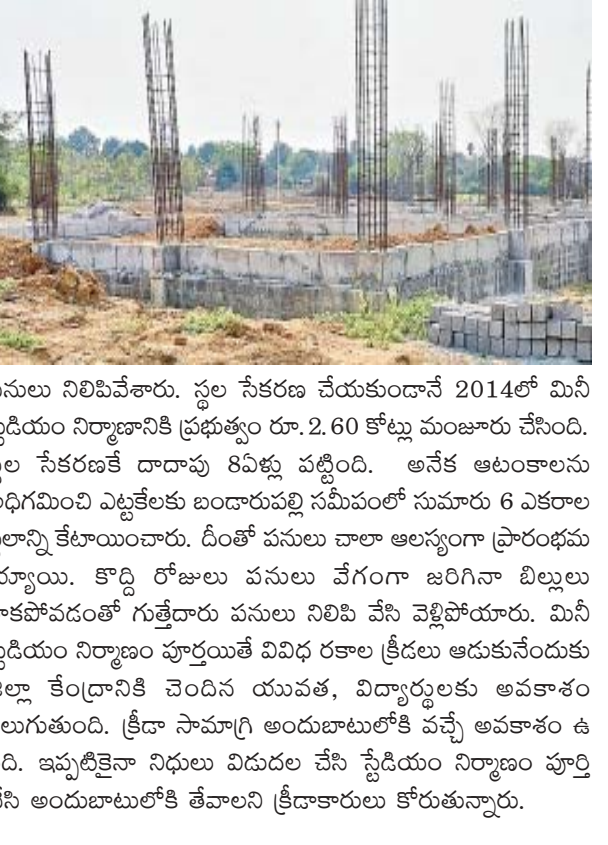 నిలిపివేశారు. స్థల సేకరణ చేయకుండానే 2014లో మినీ
నిర్మాణానికి ప్రభుత్వం రూ.2.60 కోట్లు మంజూరు చేసింది.
సేకరణకే దాదాపు 8ఏళ్లు పట్టింది. అనేక ఆటంకాలను
ఎట్టకేలకు బండారుపల్లి సమీపంలో సుమారు 6 ఎకరాల
కేటాయించారు. దీంతో పనులు చాలా ఆలస్యంగా ప్రారంభమ
య్యాయి. కొద్ది రోజులు పనులు వేగంగా జరిగినా బిల్లులు
రాకపోవడంతో గుత్తేదారు పనులు నిలిపి వేసి వెళ్లిపోయారు. మినీ
నిర్మాణం పూర్తయితే వివిధ రకాల క్రీడలు ఆడుకునేందుకు
కేంద్రానికి చెందిన యువత, విద్యార్థులకు అవకాశం
కలుగుతుంది. క్రీడా సామాగ్రి అందుబాటులోకి వచ్చే అవకాశం ఉ
ఇప్పటికైనా నిధులు విడుదల చేసి స్టేడియం నిర్మాణం పూర్తి
చేసి అందుబాటులోకి తేవాలని క్రీడాకారులు కోరుతున్నారు.